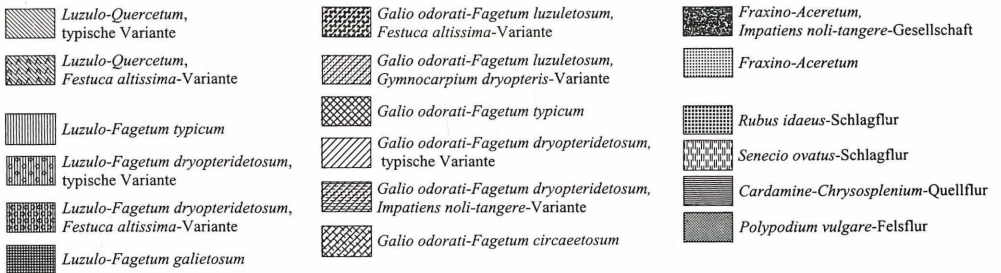 Luzulo-Quercetum,
typische Variante
Luzulo-Quercetum,
Festuca altissima-Variante
Luzulo-Fagetum typicum
Luzulo-Fagetum dryopteridetosum,
typische Variante
Luzulo-Fagetum dryopteridetosum,
Festuca altissima-Variante
Luzulo-Fagetum galietosum
Galio odorati-Fagetum luzuletosum,
Festuca altissima-Variante
Galio odorati-Fagetum luzuletosum,
Gymnocarpium dryopteris-Variante
Galio odorati-Fagetum typicum
Galio odorati-Fagetum dryopteridetosum,
typische Variante
Galio odorati-Fagetum dryopteridetosum,
Impatiens noli-tangere-Variante
Galio odorati-Fagetum circaeetosum
Fraxino-Aceretum,
Impatiens noli-tangere-Gesellschaft
Fraxino-Aceretum
Rubus idaeus-Schlagflur
Senecio ovatus-Schlagflur
Cardamine-Chrysosplenium-Quellflur
Polypodium vulgare-Felsflur